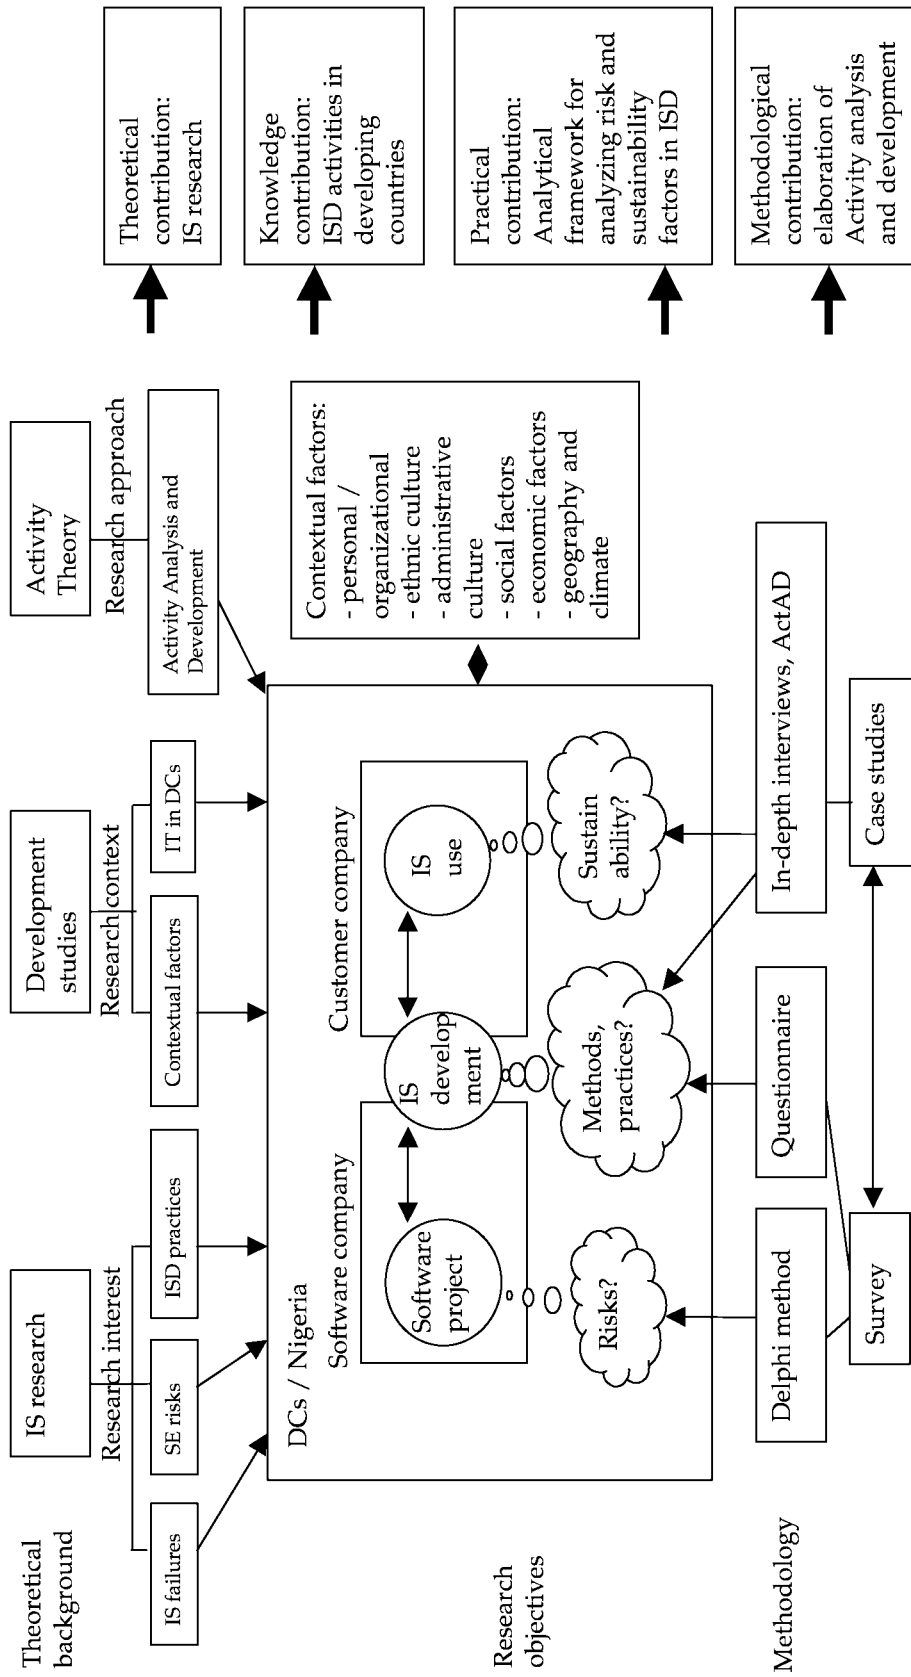 Theoretical
background
IS research
Research interest
IS failures
SE risks
ISD practices
Development
studies
Research context
Contextual factors
IT in DCs
Activity
Theory
Research approach
Activity Analysis and
Development
Theoretical
contribution:
IS research
Knowledge
contribution:
ISD activities in
developing
countries
Research
objectives
DCs / Nigeria
Software company
Software
project
IS
develop
ment
Customer company
IS
use
Risks?
Methods,
practices?
Sustain
ability?
Contextual factors:
- personal /
organizational
- ethnic culture
- administrative
culture
- social factors
- economic factors
- geography and
climate
Practical
contribution:
Analytical
framework for
analyzing risk and
sustainability
factors in ISD
Methodology
Delphi method
Questionnaire
In-depth interviews, ActAD
Survey
Case studies
Methodological
contribution:
elaboration of
Activity analysis
and development